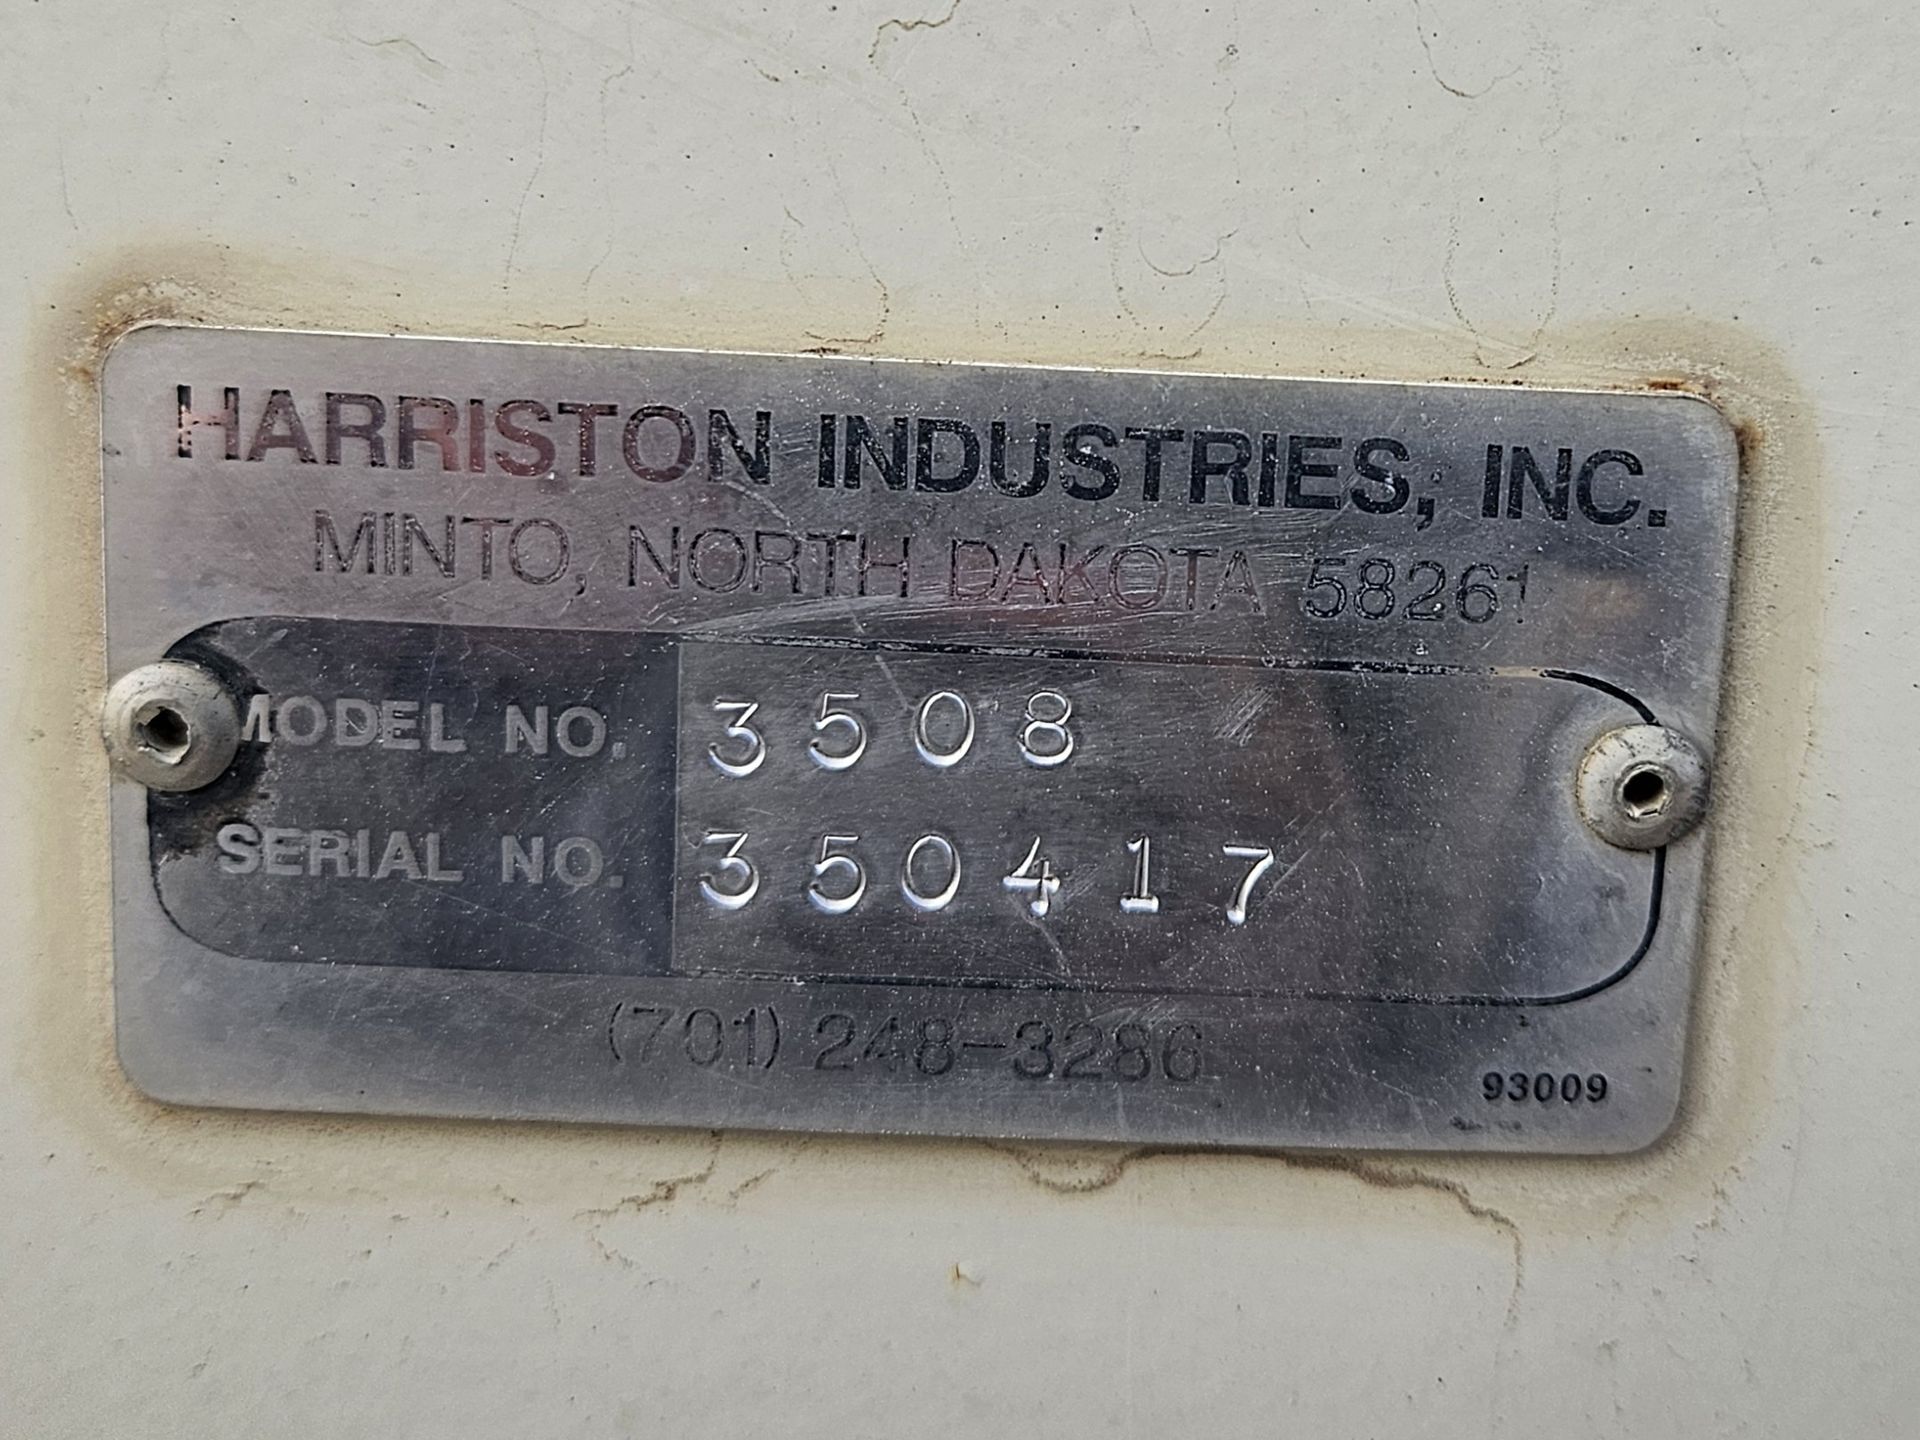 HARRISTON INDUSTRIES, INC.
MINTO, NORTH DAKOTA 58261
MODEL NO. 3508
SERIAL NO. 350417
(701) 248-3286
93009